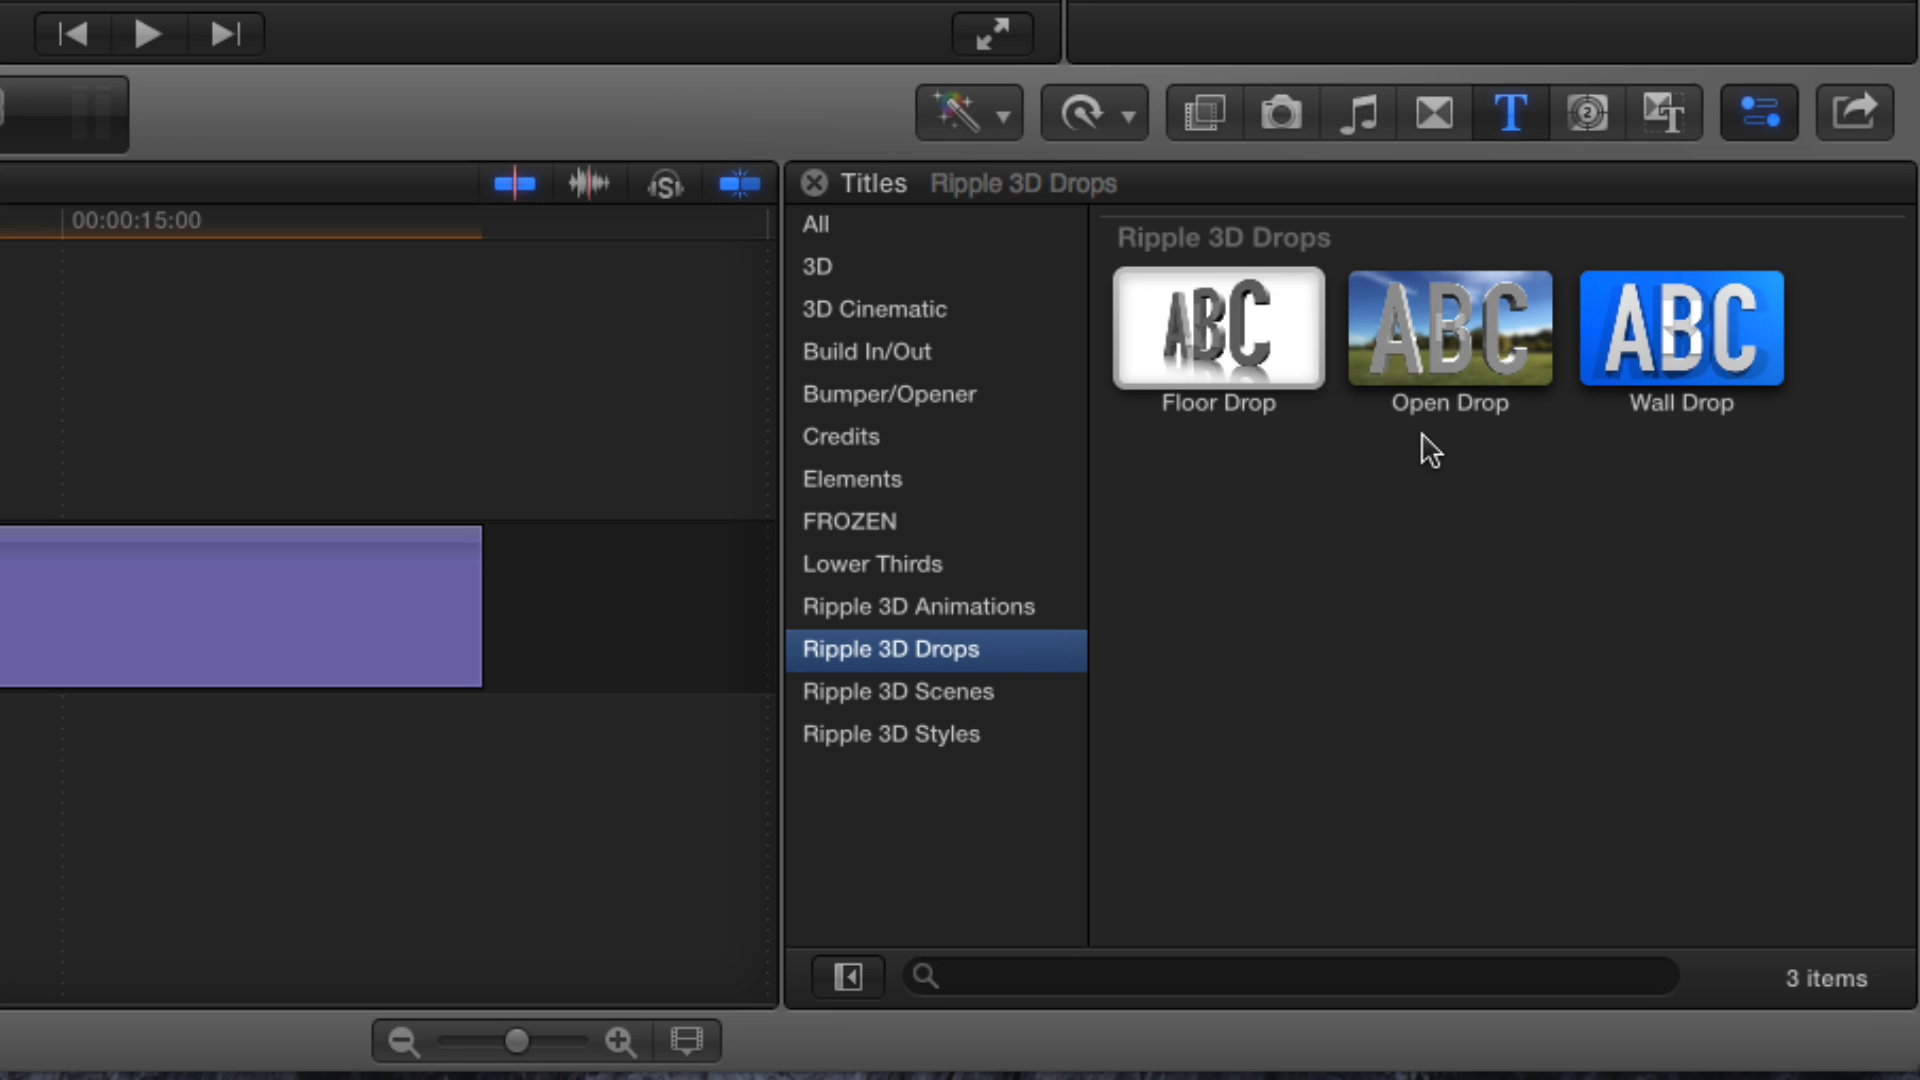 00:00:15:00
Titles Ripple 3D Drops
All
3D
3D Cinematic
Build In/Out
Bumper/Opener
Credits
Elements
FROZEN
Lower Thirds
Ripple 3D Animations
Ripple 3D Drops
Ripple 3D Scenes
Ripple 3D Styles
Ripple 3D Drops
ABC ABC ABC
Floor Drop Open Drop Wall Drop
3 items
T
2
T
S